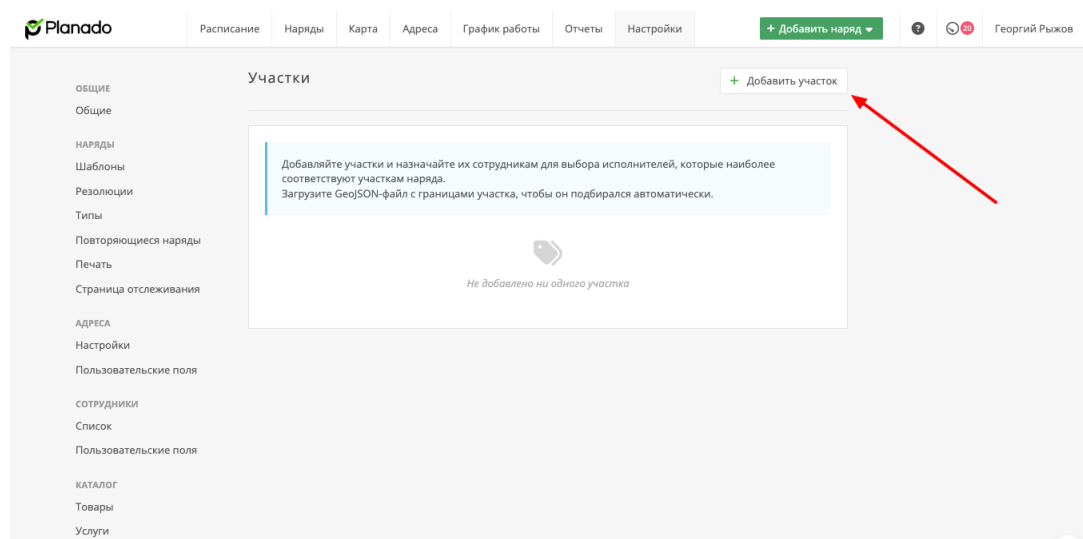 Planado
Расписание Наряды Карта Адреса График работы Отчеты Настройки + Добавить наряд ? 20 Георгий Рыжов
Участки
+ Добавить участок
ОБЩИЕ
Общие
НАРЯДЫ
Шаблоны
Резолюции
Типы
Повторяющиеся наряды
Печать
Страница отслеживания
АДРЕСА
Настройки
Пользовательские поля
СОТРУДНИКИ
Список
Пользовательские поля
КАТАЛОГ
Товары
Услуги
Добавляйте участки и назначайте их сотрудникам для выбора исполнителей, которые наиболее
соответствуют участкам наряда.
Загрузите GeoJSON-файл с границами участка, чтобы он подбирался автоматически.
Не добавлено ни одного участка